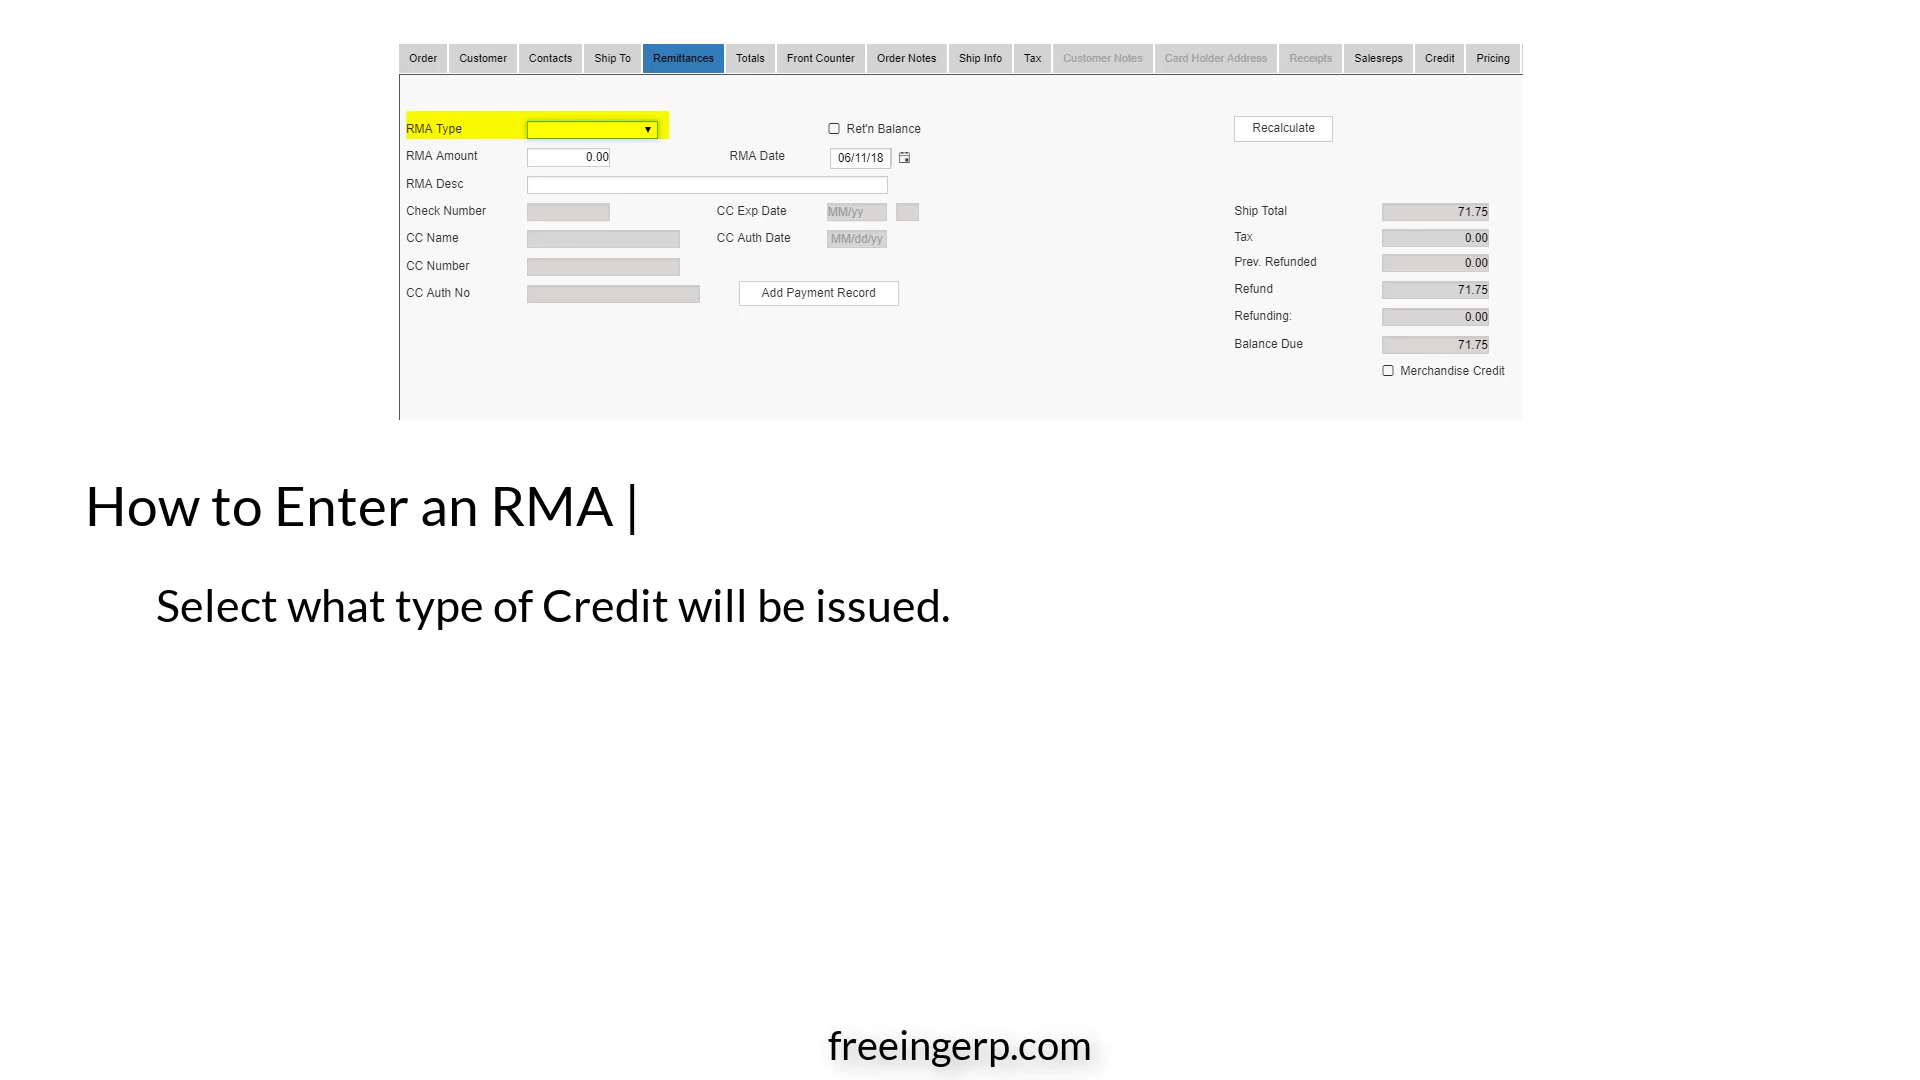 Order Customer Contacts Ship To Remittances Totals Front Counter Order Notes Ship Info Tax Customer Notes Card Holder Address Receipts Salesreps Credit Pricing
RMA Type Ret'n Balance Recalculate
RMA Amount 0.00 RMA Date 06/11/18
RMA Desc
Check Number CC Exp Date MM/yy Ship Total 71.75
CC Name CC Auth Date MM/dd/yy Tax 0.00
CC Number Prev. Refunded 0.00
CC Auth No Add Payment Record Refund 71.75
Refunding: 0.00
Balance Due 71.75
Merchandise Credit
How to Enter an RMA |
Select what type of Credit will be issued.
freeingerp.com